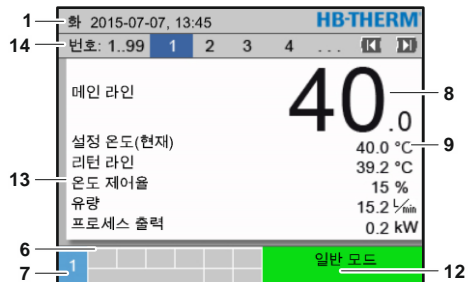 1 화 2015-07-07, 13:45 HB-THERM
14 번호: 1..99 1 2 3 4 ...
메인 라인 40.0 8
설정 온도(현재) 40.0 °C 9
리턴 라인 39.2 °C
13 온도 제어율 15 %
유량 15.2 L/min
프로세스 출력 0.2 kW
6
7 1 일반 모드 12